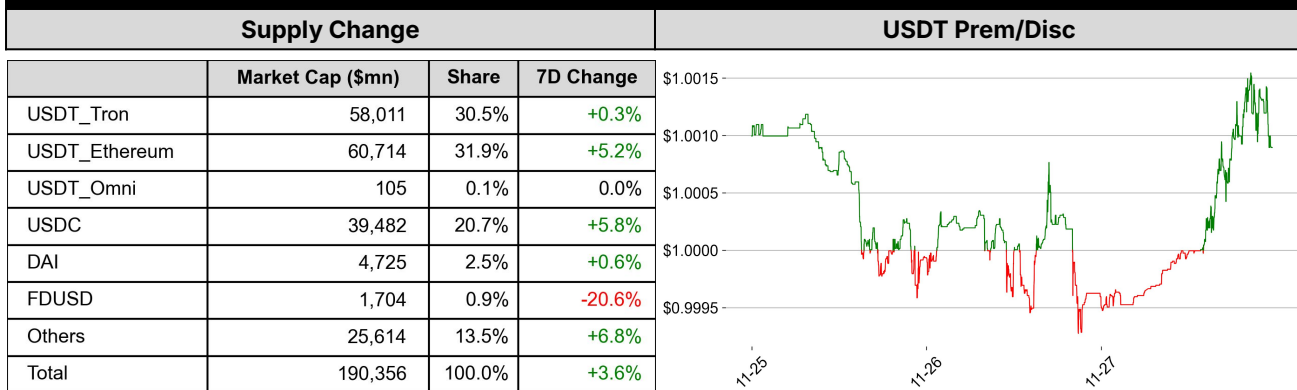 Supply Change
Market Cap ($mn) Share 7D Change
USDT_Tron 58,011 30.5% +0.3%
USDT_Ethereum 60,714 31.9% +5.2%
USDT_Omni 105 0.1% 0.0%
USDC 39,482 20.7% +5.8%
DAI 4,725 2.5% +0.6%
FDUSD 1,704 0.9% -20.6%
Others 25,614 13.5% +6.8%
Total 190,356 100.0% +3.6%
USDT Prem/Disc
$1.0015
$1.0010
$1.0005
$1.0000
$0.9995
11-25
11-26
11-27